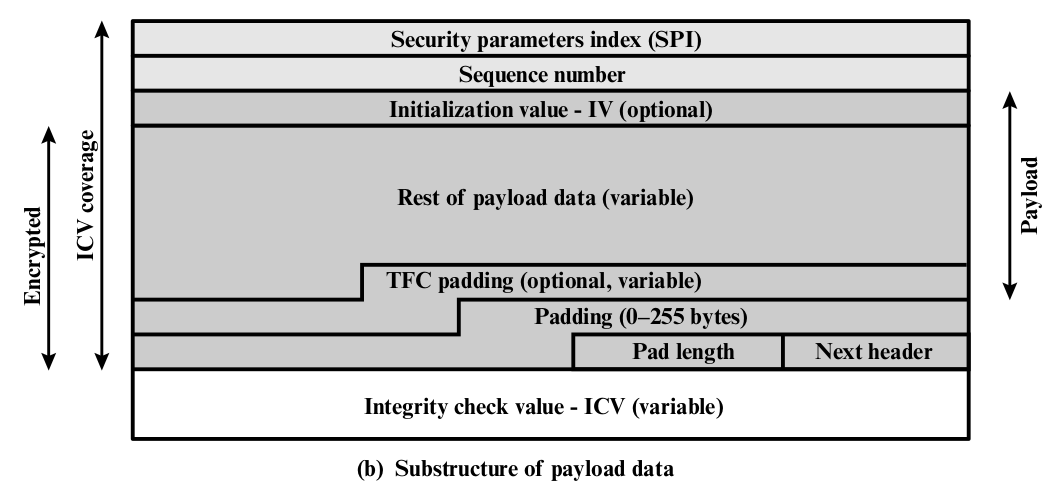 Security parameters index (SPI)
Sequence number
Initialization value - IV (optional)
Rest of payload data (variable)
TFC padding (optional, variable)
Padding (0–255 bytes)
Pad length
Next header
Integrity check value - ICV (variable)
Encrypted
ICV coverage
Payload
(b) Substructure of payload data